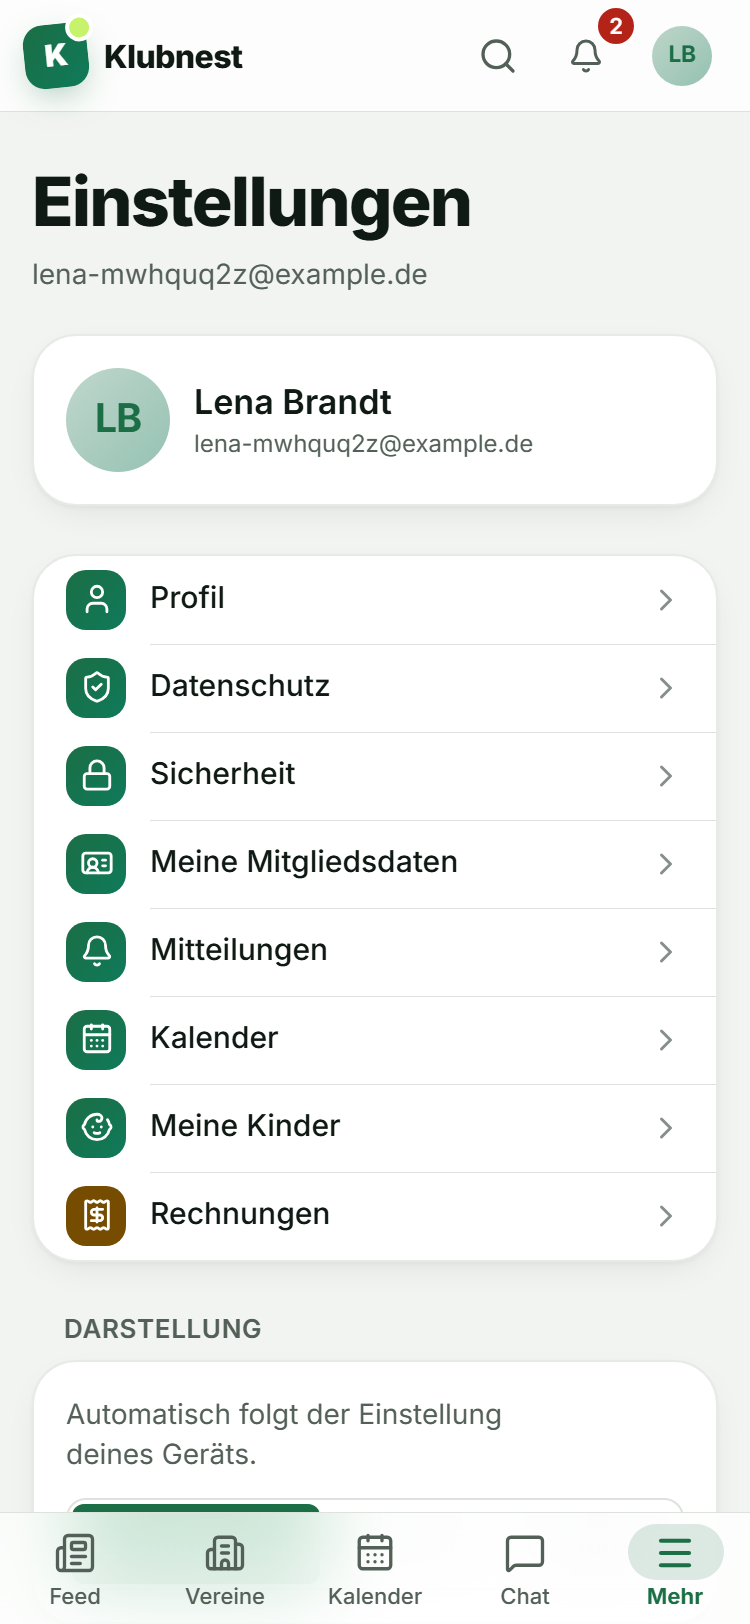 K Klubnest 2 LB
Einstellungen
lena-mwhquq2z@example.de
LB Lena Brandt
lena-mwhquq2z@example.de
Profil
Datenschutz
Sicherheit
Meine Mitgliedsdaten
Mitteilungen
Kalender
Meine Kinder
Rechnungen
DARSTELLUNG
Automatisch folgt der Einstellung
deines Geräts.
Feed Vereine Kalender Chat Mehr